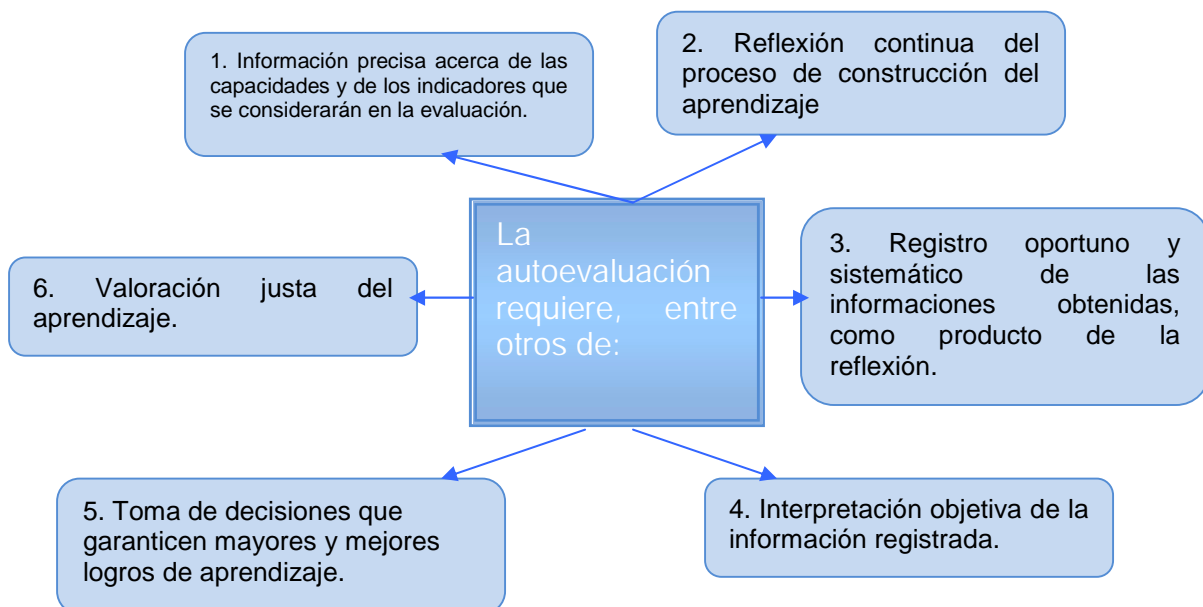 1. Información precisa acerca de las
capacidades y de los indicadores que
se considerarán en la evaluación.
2. Reflexión continua del
proceso de construcción del
aprendizaje
La
autoevaluación
requiere, entre
otros de:
3. Registro oportuno y
sistemático de las
informaciones obtenidas,
como producto de la
reflexión.
6. Valoración justa del
aprendizaje.
5. Toma de decisiones que
garanticen mayores y mejores
logros de aprendizaje.
4. Interpretación objetiva de la
información registrada.